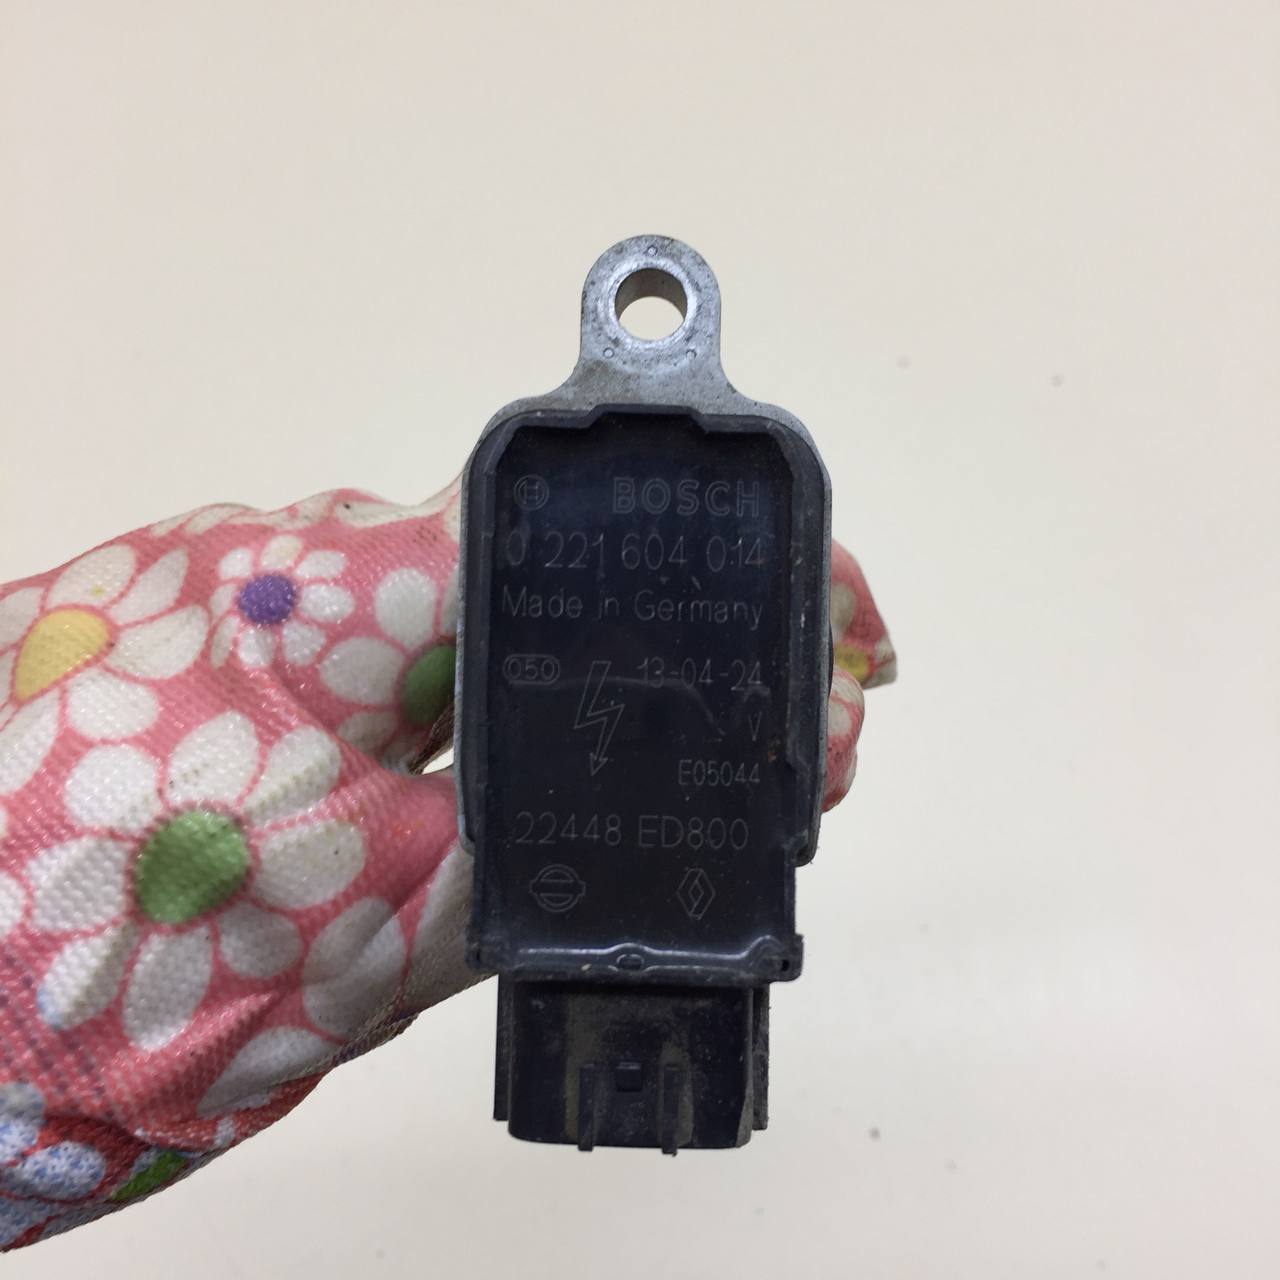 BOSCH
0 221 604 014
Made in Germany
050 13-04-24
V
E05044
22448 ED800